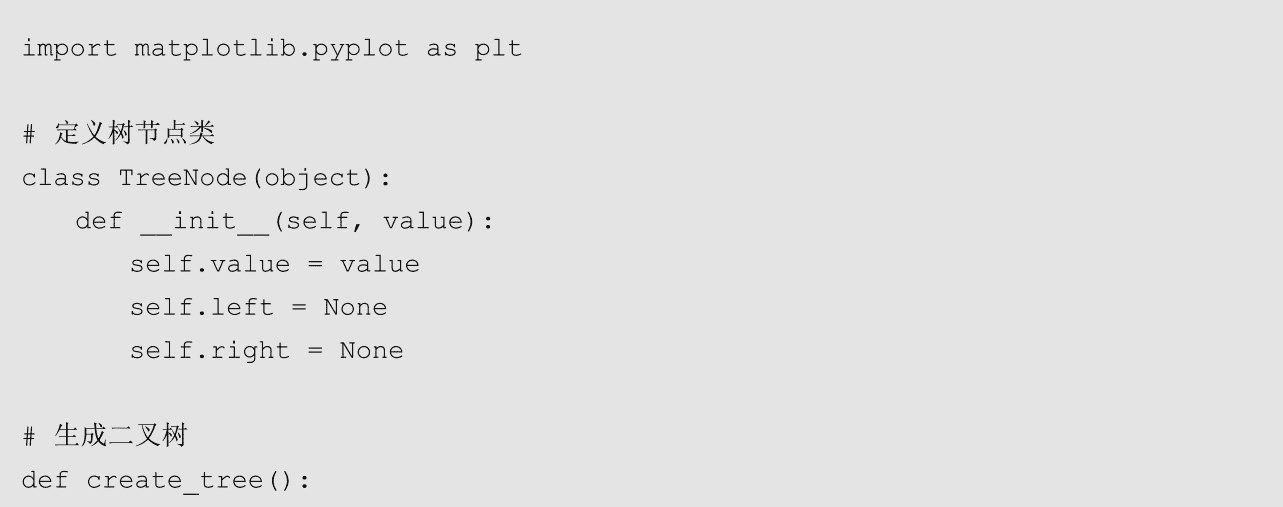 import matplotlib.pyplot as plt
# 定义树节点类
class TreeNode(object):
def __init__(self, value):
self.value = value
self.left = None
self.right = None
# 生成二叉树
def create_tree():